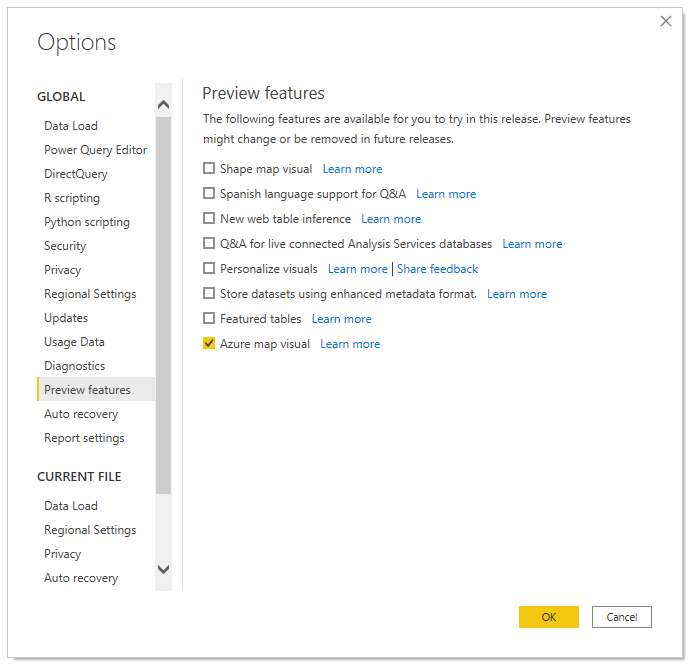 Options
GLOBAL
Data Load
Power Query Editor
DirectQuery
R scripting
Python scripting
Security
Privacy
Regional Settings
Updates
Usage Data
Diagnostics
Preview features
Auto recovery
Report settings
CURRENT FILE
Data Load
Regional Settings
Privacy
Auto recovery
Preview features
The following features are available for you to try in this release. Preview features
might change or be removed in future releases.
Shape map visual Learn more
Spanish language support for Q&A Learn more
New web table inference Learn more
Q&A for live connected Analysis Services databases Learn more
Personalize visuals Learn more | Share feedback
Store datasets using enhanced metadata format. Learn more
Featured tables Learn more
Azure map visual Learn more
OK Cancel